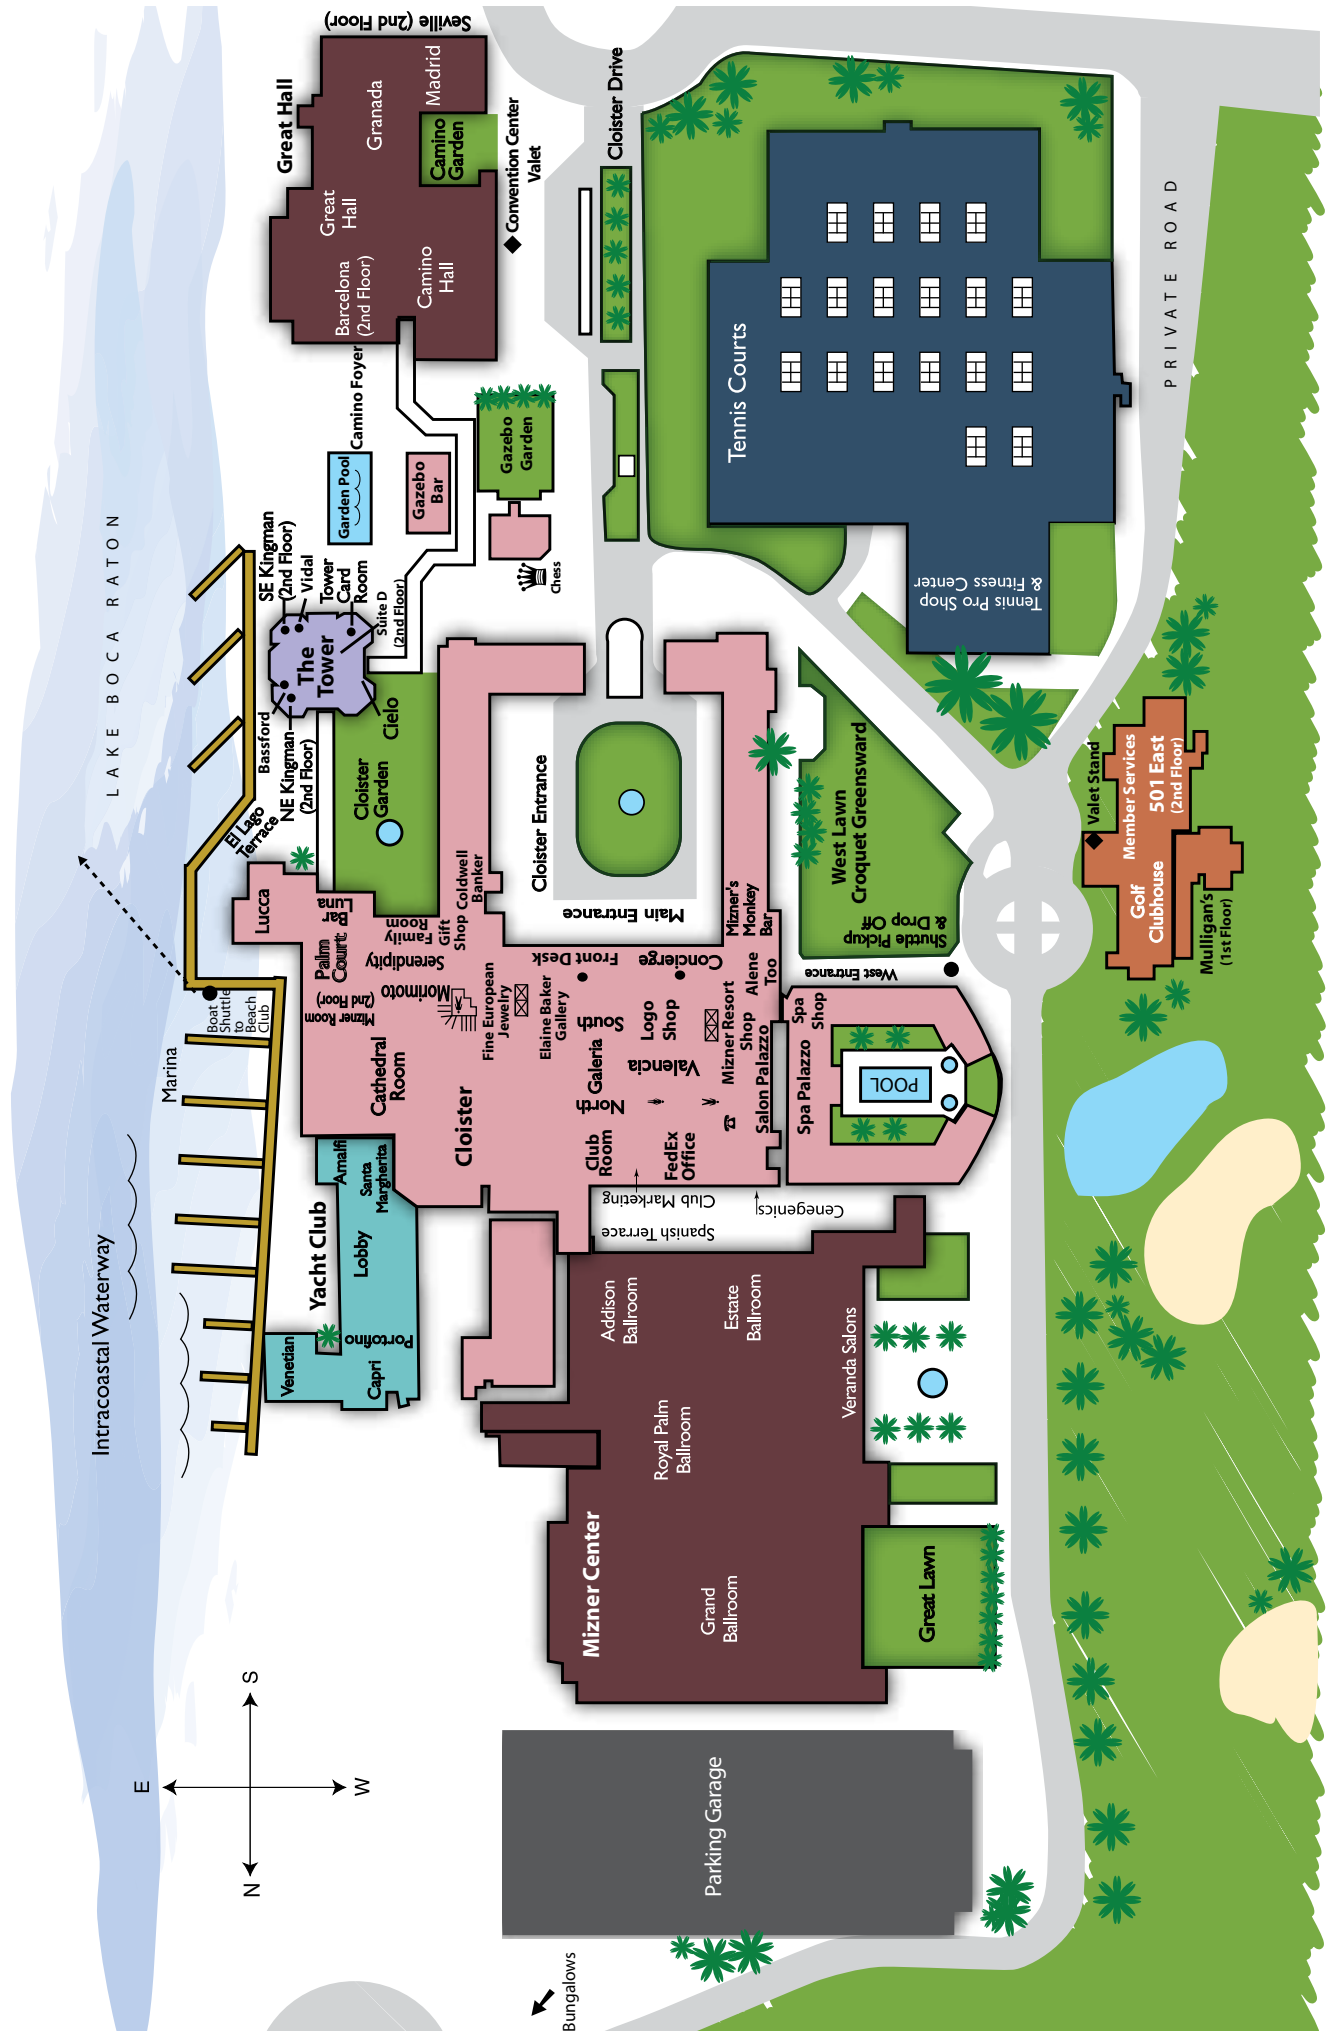 Seville (2nd Floor)
Great Hall
Granada
Madrid
Camino
Garden
Great
Hall
Barcelona
(2nd Floor)
Camino
Hall
Convention Center
Valet
Cloister Drive
PRIVATE ROAD
Tennis Courts
Tennis Pro Shop
& Fitness Center
Camino Foyer
Garden Pool
Gazebo
Bar
Gazebo
Garden
Chess
LAKE BOCA RATON
SE Kingman
(2nd Floor)
Vidal
Tower
Card
Room
Suite D
(2nd Floor)
The
Tower
Bassford
NE Kingman
(2nd Floor)
Cielo
El Lago
Terrace
Cloister
Garden
Cloister Entrance
Main Entrance
West Lawn
Croquet Greensward
Shuttle Pickup
& Drop Off
West Entrance
Valet Stand
Member Services
501 East
(2nd Floor)
Golf
Clubhouse
Mulligan's
(1st Floor)
Lucca
Luna
Bar
Palm
Court
Family
Room
Gift
Shop
Coldwell
Banker
Serendipity
Morimoto
Mizner Room
(2nd Floor)
Front Desk
Concierge
Mizner's
Monkey
Bar
Alene
Too
Fine European
Jewelry
Elaine Baker
Gallery
South
Logo
Shop
Mizner Resort
Shop
Galeria
Valencia
North
Salon Palazzo
Spa
Shop
Spa Palazzo
POOL
Cathedral
Room
Cloister
Club
Room
FedEx
Office
Club Marketing
Cenegenics
Spanish Terrace
Boat
Shuttle
to
Beach
Club
Marina
Intracoastal Waterway
Yacht Club
Amalfi
Santa
Margherita
Lobby
Portofino
Venetian
Capri
Addison
Ballroom
Estate
Ballroom
Royal Palm
Ballroom
Veranda Salons
Mizner Center
Grand
Ballroom
Great Lawn
Parking Garage
Bungalows
S
E
W
N